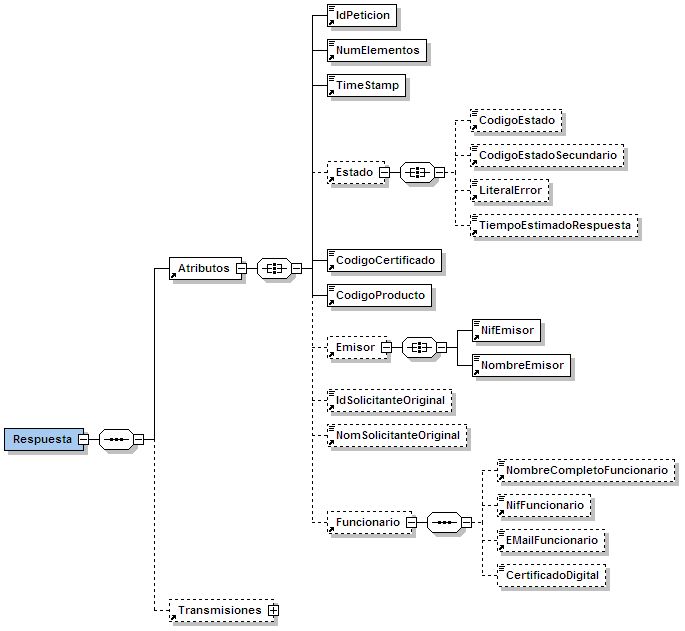 IdPeticion
NumElementos
TimeStamp
CodigoEstado
CodigoEstadoSecundario
Estado
LiteralError
TiempoEstimadoRespuesta
Atributos
CodigoCertificado
CodigoProducto
NifEmisor
Emisor
NombreEmisor
IdSolicitanteOriginal
Respuesta
NomSolicitanteOriginal
NombreCompletoFuncionario
NifFuncionario
Funcionario
EMailFuncionario
CertificadoDigital
Transmisiones